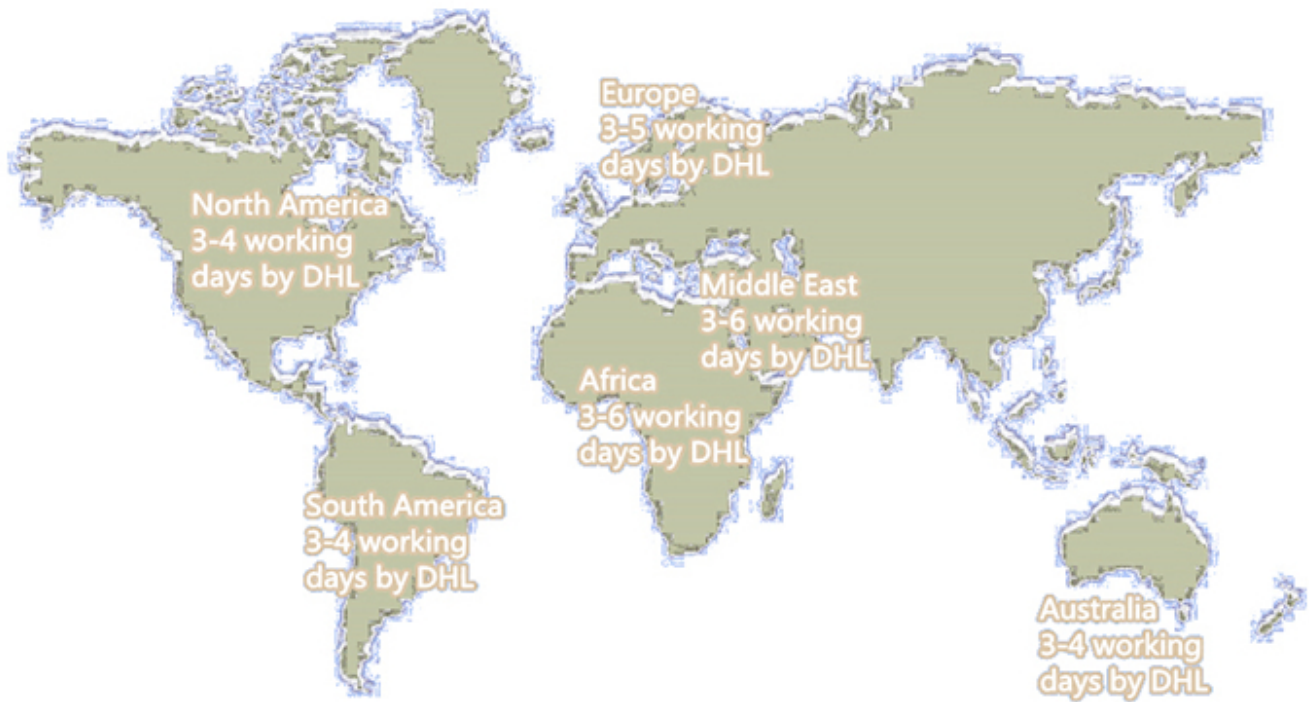 Europe
3-5 working
days by DHL
North America
3-4 working
days by DHL
Middle East
3-6 working
days by DHL
Africa
3-6 working
days by DHL
South America
3-4 working
days by DHL
Australia
3-4 working
days by DHL